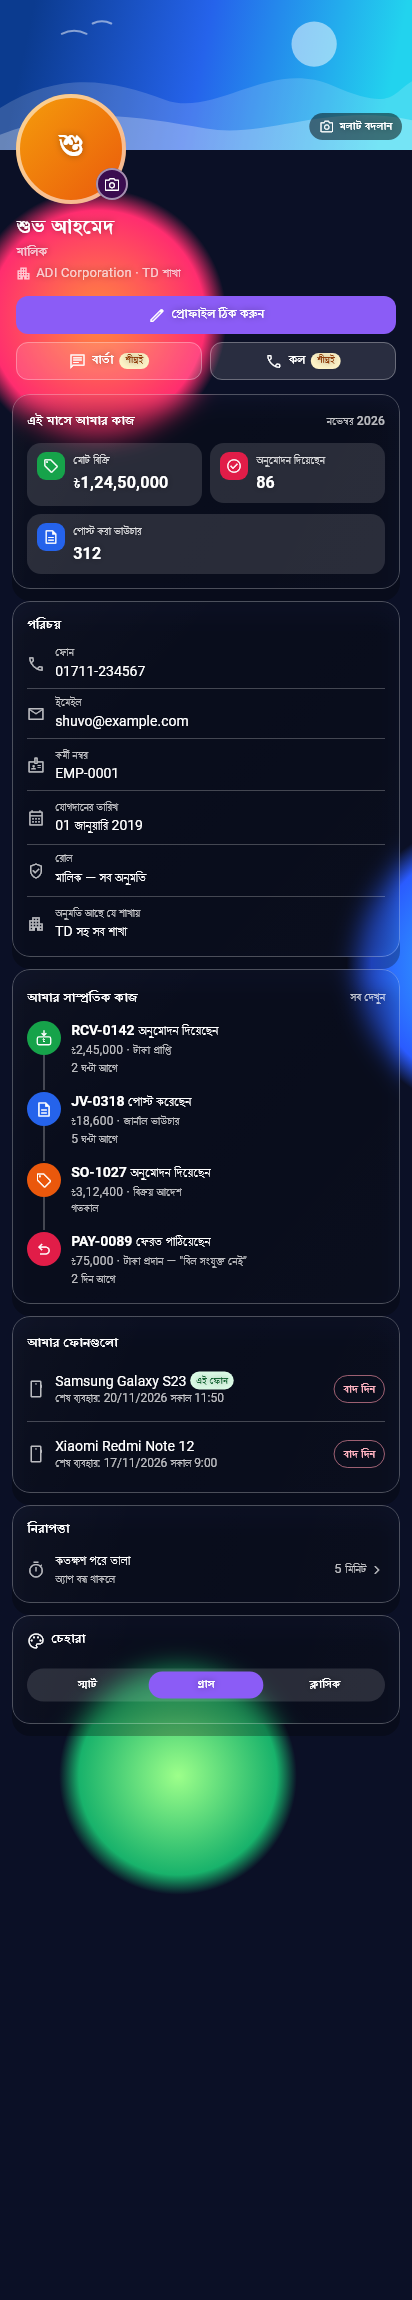 মলাট বদলান
শু
শুভ আহমেদ
মালিক
ADI Corporation · TD শাখা
প্রোফাইল ঠিক করুন
বার্তা শীঘ্রই
কল শীঘ্রই
এই মাসে আমার কাজ
নভেম্বর 2026
মোট বিক্রি
৳1,24,50,000
অনুমোদন দিয়েছেন
86
পোস্ট করা ভাউচার
312
পরিচয়
ফোন
01711-234567
ইমেইল
shuvo@example.com
কর্মী নম্বর
EMP-0001
যোগদানের তারিখ
01 জানুয়ারি 2019
রোল
মালিক — সব অনুমতি
অনুমতি আছে যে শাখায়
TD সহ সব শাখা
আমার সাম্প্রতিক কাজ
সব দেখুন
RCV-0142 অনুমোদন দিয়েছেন
৳2,45,000 · টাকা প্রাপ্তি
2 ঘণ্টা আগে
JV-0318 পোস্ট করেছেন
৳18,600 · জার্নাল ভাউচার
5 ঘণ্টা আগে
SO-1027 অনুমোদন দিয়েছেন
৳3,12,400 · বিক্রয় আদেশ
গতকাল
PAY-0089 ফেরত পাঠিয়েছেন
৳75,000 · টাকা প্রদান — "বিল সংযুক্ত নেই"
2 দিন আগে
আমার ফোনগুলো
Samsung Galaxy S23 এই ফোন
শেষ ব্যবহার: 20/11/2026 সকাল 11:50
বাদ দিন
Xiaomi Redmi Note 12
শেষ ব্যবহার: 17/11/2026 সকাল 9:00
বাদ দিন
নিরাপত্তা
কতক্ষণ পরে তালা
অ্যাপ বন্ধ থাকলে
5 মিনিট
চেহারা
স্মার্ট
গ্লাস
ক্লাসিক